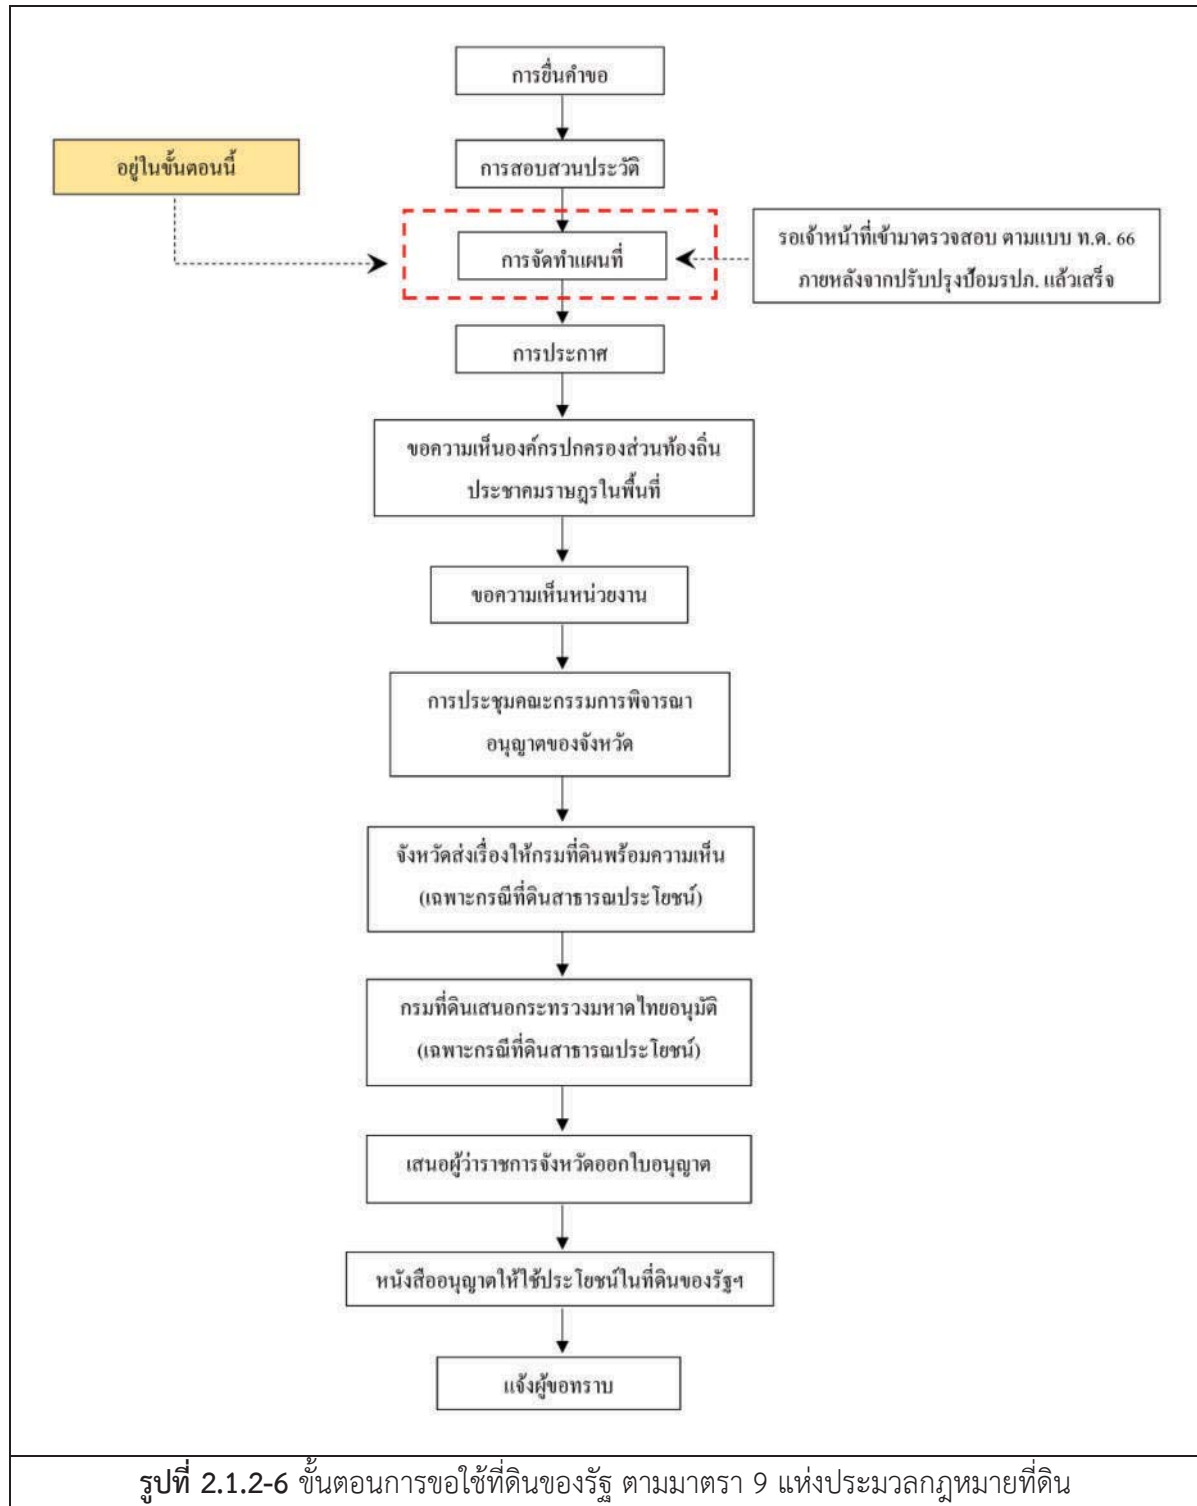 การยื่นคำขอ
อยู่ในขั้นตอนนี้
การสอบสวนประวัติ
การจัดทำแผนที่
รอเจ้าหน้าที่เข้ามาตรวจสอบ ตามแบบ ท.ด. 66
ภายหลังจากปรับปรุงป้อมรปภ. แล้วเสร็จ
การประกาศ
ขอความเห็นองค์กรปกครองส่วนท้องถิ่น
ประชาคมราษฎรในพื้นที่
ขอความเห็นหน่วยงาน
การประชุมคณะกรรมการพิจารณา
อนุญาตของจังหวัด
จังหวัดส่งเรื่องให้กรมที่ดินพร้อมความเห็น
(เฉพาะกรณีที่ดินสาธารณประโยชน์)
กรมที่ดินเสนอกระทรวงมหาดไทยอนุมัติ
(เฉพาะกรณีที่ดินสาธารณประโยชน์)
เสนอผู้ว่าราชการจังหวัดออกใบอนุญาต
หนังสืออนุญาตให้ใช้ประโยชน์ในที่ดินของรัฐฯ
แจ้งผู้ขอทราบ
รูปที่ 2.1.2-6 ขั้นตอนการขอใช้ที่ดินของรัฐ ตามมาตรา 9 แห่งประมวลกฎหมายที่ดิน